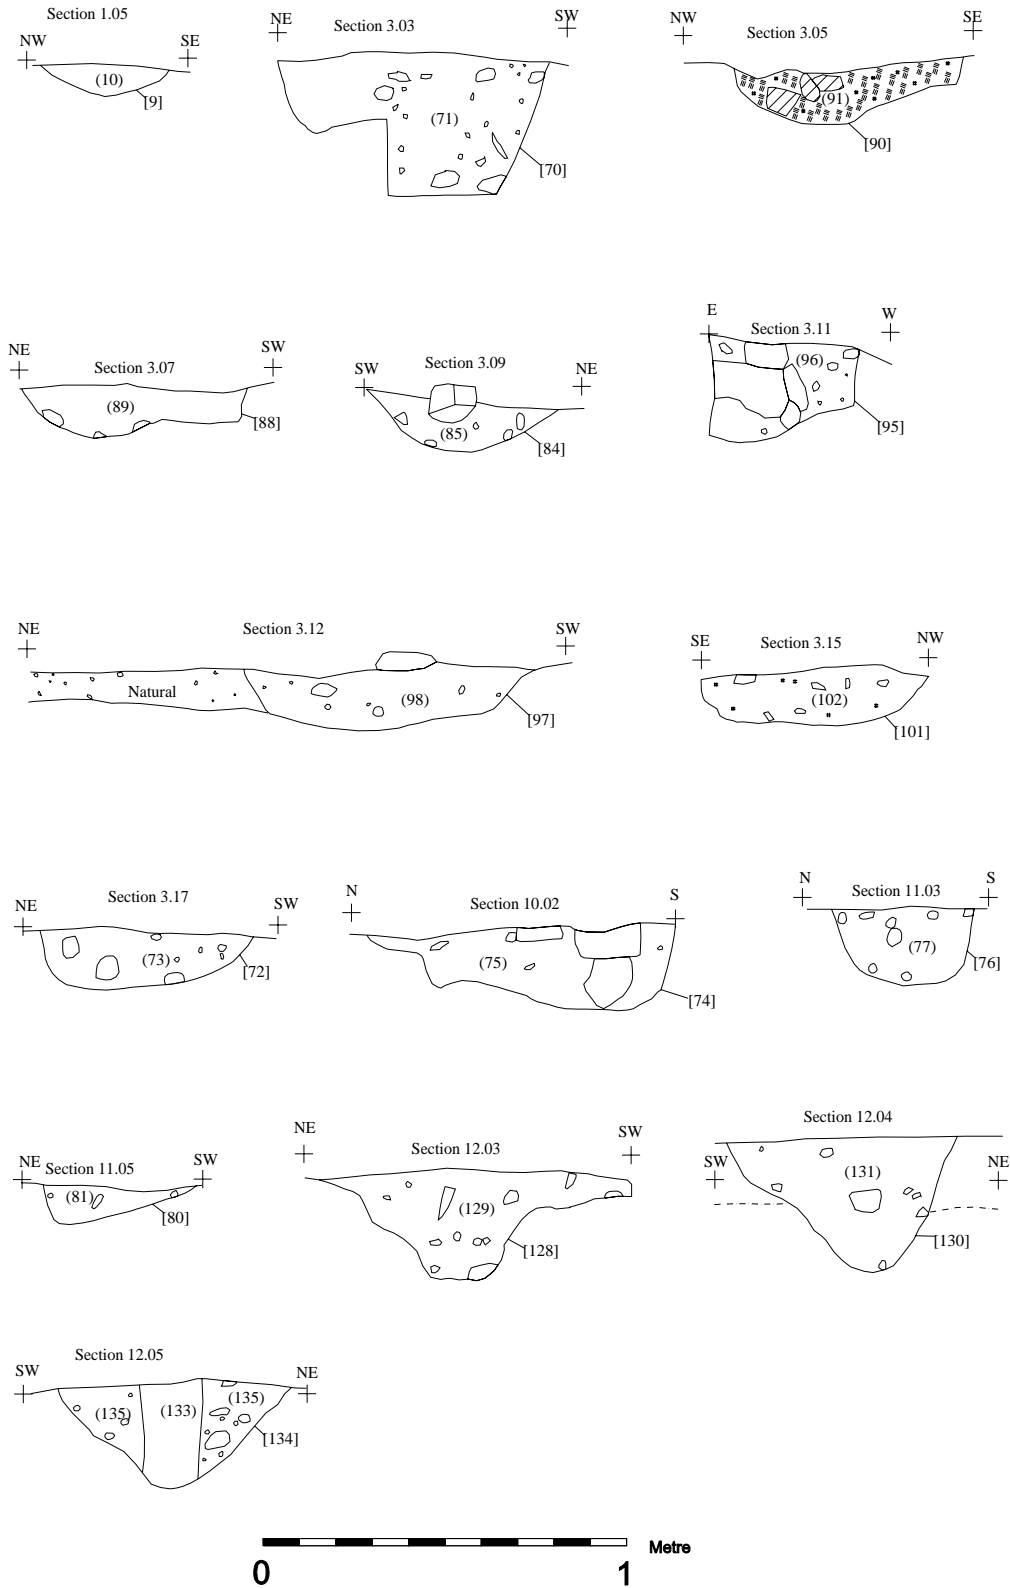 Section 1.05
NW
SE
(10)
[9]
NE
Section 3.03
SW
(71)
[70]
NW
Section 3.05
SE
(91)
[90]
NE
Section 3.07
SW
(89)
[88]
SW
Section 3.09
NE
(85)
[84]
E
Section 3.11
W
(96)
[95]
NE
Section 3.12
SW
Natural
(98)
[97]
SE
Section 3.15
NW
(102)
[101]
NE
Section 3.17
SW
(73)
[72]
N
Section 10.02
S
(75)
[74]
N
Section 11.03
S
(77)
[76]
NE
Section 11.05
SW
(81)
[80]
NE
Section 12.03
SW
(129)
[128]
Section 12.04
SW
NE
(131)
[130]
Section 12.05
SW
NE
(135)
(133)
(135)
[134]
Metre
0
1